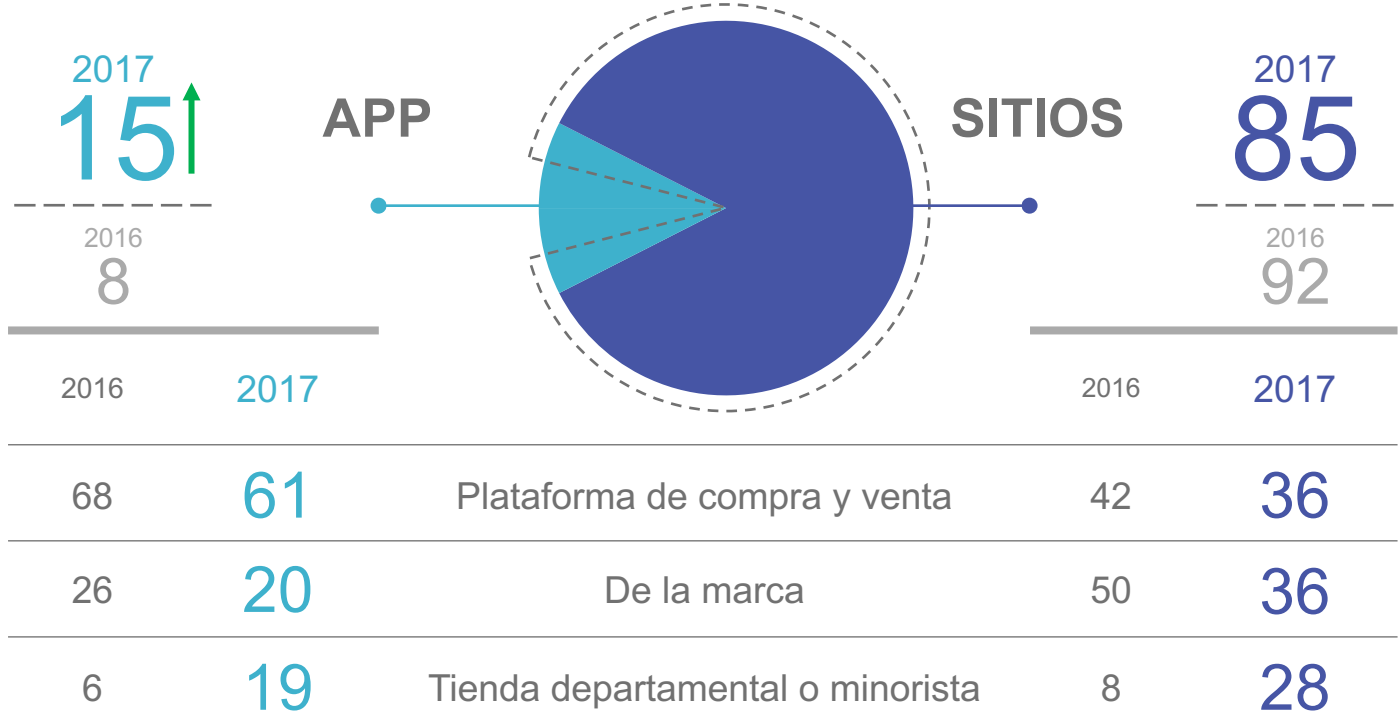 2017
15
APP
SITIOS
2017
85
2016
8
2016
92
2016 2017
2016 2017
68 61 Plataforma de compra y venta 42 36
26 20 De la marca 50 36
6 19 Tienda departamental o minorista 8 28